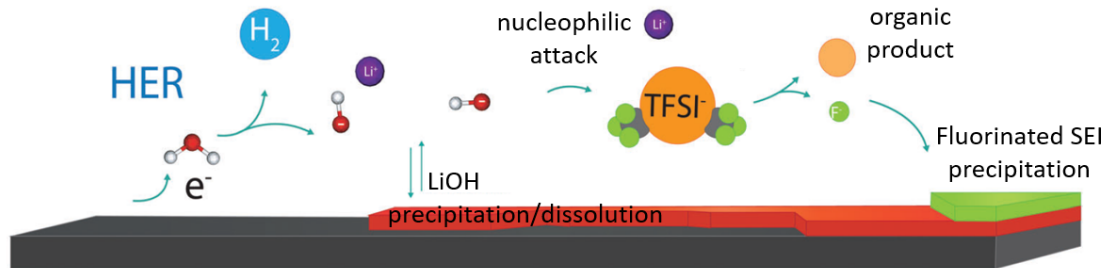 HER
e⁻
H₂
Li⁺
-
LiOH
precipitation/dissolution
-
nucleophilic
attack
Li⁺
TFSI⁻
organic
product
F⁻
Fluorinated SEI
precipitation